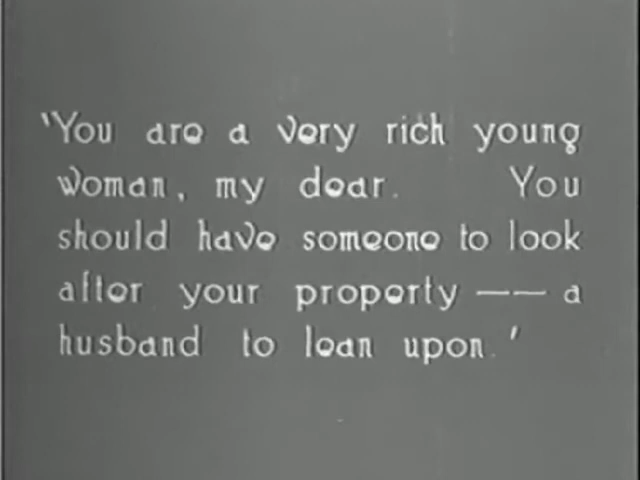 'You are a very rich young
woman, my dear. You
should have someone to look
after your property —— a
husband to lean upon.'